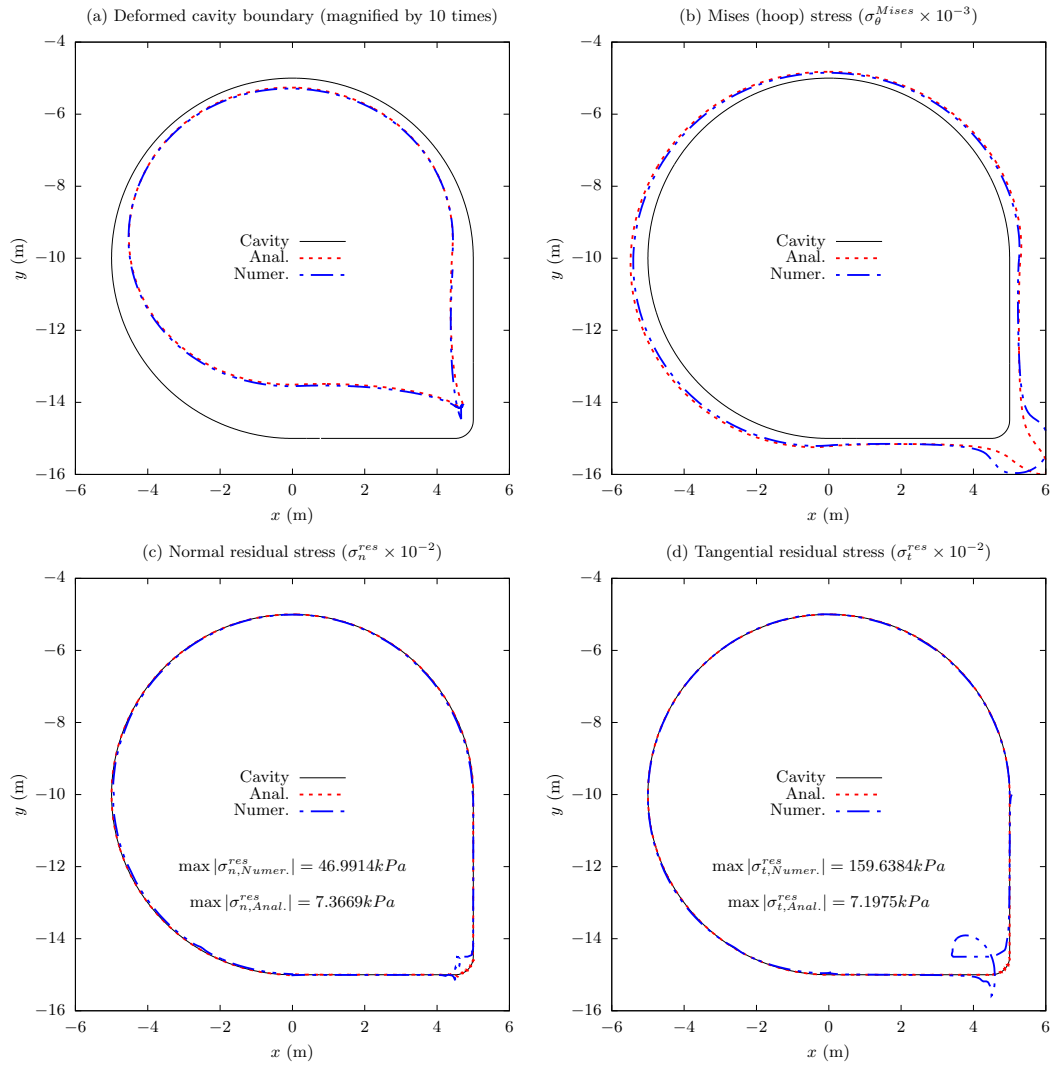 (a) Deformed cavity boundary (magnified by 10 times)
−4
−6
−8
−10
−12
−14
−16
y (m)
Cavity
Anal.
Numer.
−6 −4 −2 0 2 4 6
x (m)
(b) Mises (hoop) stress (σ_θ^{Mises} × 10^{−3})
−4
−6
−8
−10
−12
−14
−16
y (m)
Cavity
Anal.
Numer.
−6 −4 −2 0 2 4 6
x (m)
(c) Normal residual stress (σ_n^{res} × 10^{−2})
−4
−6
−8
−10
−12
−14
−16
y (m)
Cavity
Anal.
Numer.
max |σ_{n,Numer.}^{res}| = 46.9914kPa
max |σ_{n,Anal.}^{res}| = 7.3669kPa
−6 −4 −2 0 2 4 6
x (m)
(d) Tangential residual stress (σ_t^{res} × 10^{−2})
−4
−6
−8
−10
−12
−14
−16
y (m)
Cavity
Anal.
Numer.
max |σ_{t,Numer.}^{res}| = 159.6384kPa
max |σ_{t,Anal.}^{res}| = 7.1975kPa
−6 −4 −2 0 2 4 6
x (m)